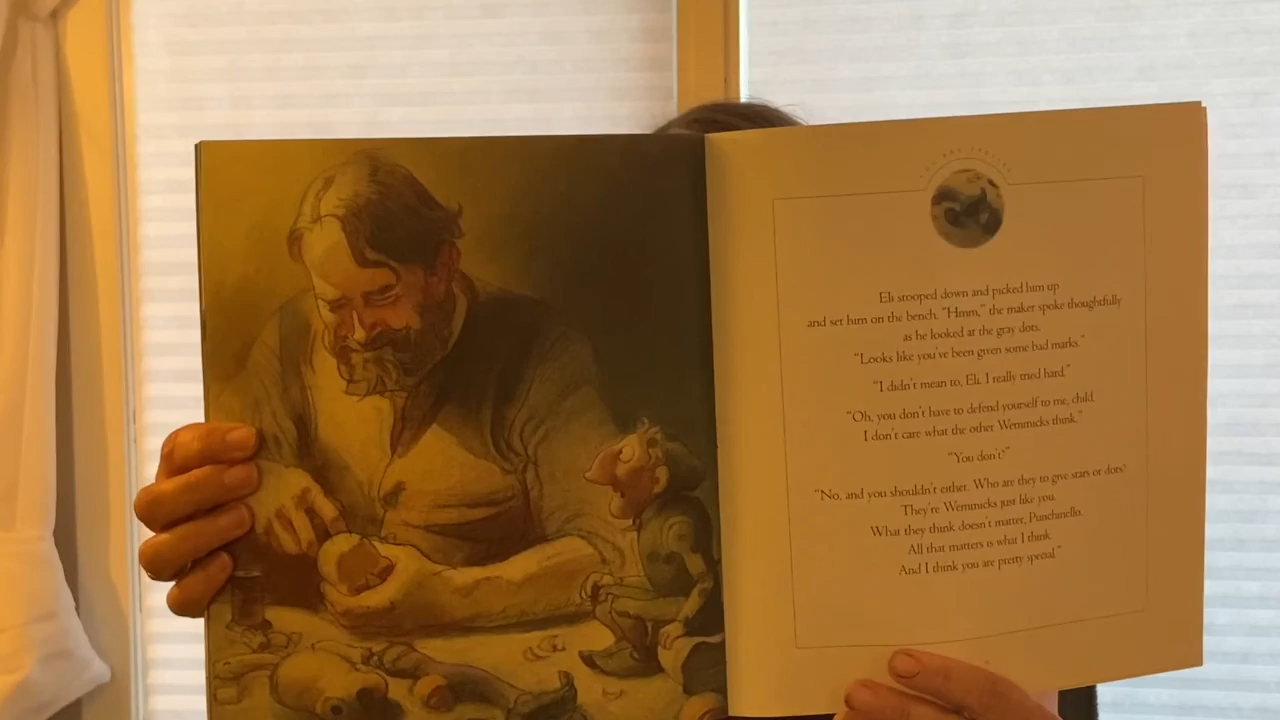 Eli stooped down and picked him up
and set him on the bench. "Hmm," the maker spoke thoughtfully
as he looked at the gray dots.
"Looks like you've been given some bad marks."
"I didn't mean to, Eli. I really tried hard."
"Oh, you don't have to defend yourself to me, child.
I don't care what the other Wemmicks think."
"You don't?"
"No, and you shouldn't either. Who are they to give stars or dots?
They're Wemmicks just like you.
What they think doesn't matter, Punchinello.
All that matters is what I think.
And I think you are pretty special."